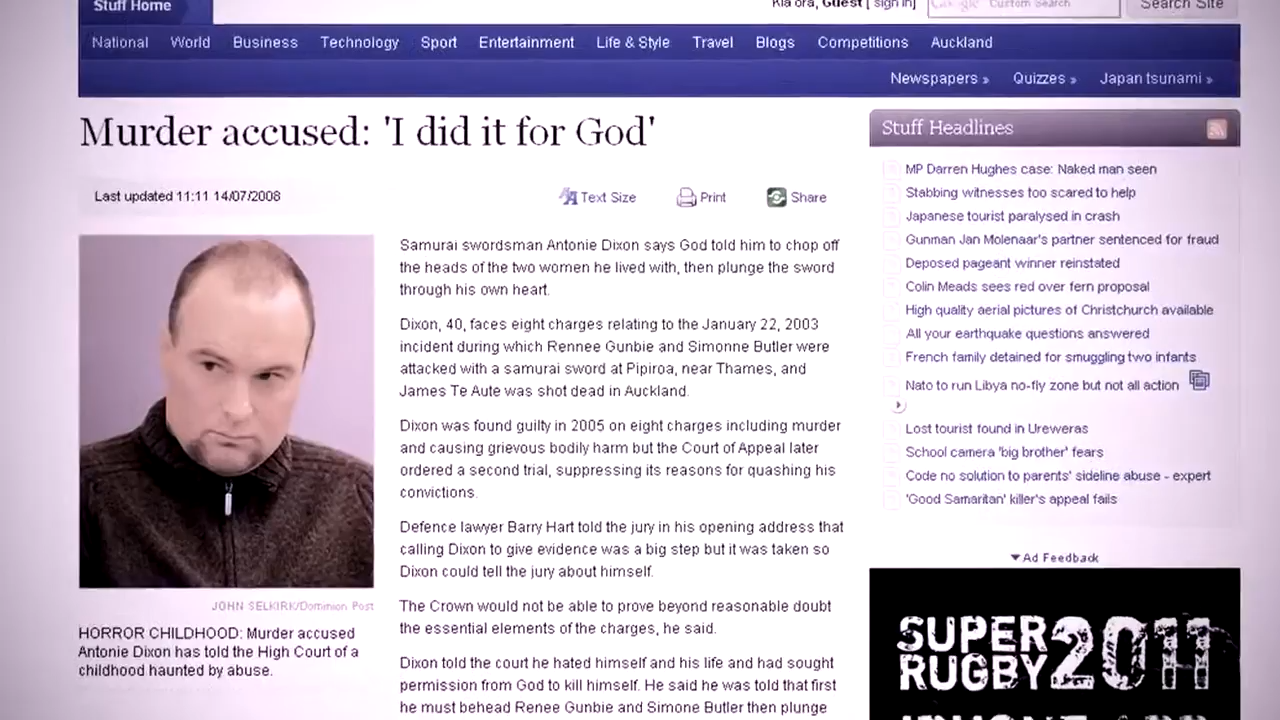 Stuff Home
Kia ora, Guest [ sign in]
Google Custom Search
Search Site
National World Business Technology Sport Entertainment Life & Style Travel Blogs Competitions Auckland
Newspapers » Quizzes » Japan tsunami »
Murder accused: 'I did it for God'
Last updated 11:11 14/07/2008
Text Size Print Share
Samurai swordsman Antonie Dixon says God told him to chop off
the heads of the two women he lived with, then plunge the sword
through his own heart.
Dixon, 40, faces eight charges relating to the January 22, 2003
incident during which Rennee Gunbie and Simonne Butler were
attacked with a samurai sword at Pipiroa, near Thames, and
James Te Aute was shot dead in Auckland.
Dixon was found guilty in 2005 on eight charges including murder
and causing grievous bodily harm but the Court of Appeal later
ordered a second trial, suppressing its reasons for quashing his
convictions.
Defence lawyer Barry Hart told the jury in his opening address that
calling Dixon to give evidence was a big step but it was taken so
Dixon could tell the jury about himself.
The Crown would not be able to prove beyond reasonable doubt
the essential elements of the charges, he said.
Dixon told the court he hated himself and his life and had sought
permission from God to kill himself. He said he was told that first
he must behead Renee Gunbie and Simone Butler then plunge
JOHN SELKIRK/Dominion Post
HORROR CHILDHOOD: Murder accused
Antonie Dixon has told the High Court of a
childhood haunted by abuse.
Stuff Headlines
MP Darren Hughes case: Naked man seen
Stabbing witnesses too scared to help
Japanese tourist paralysed in crash
Gunman Jan Molenaar's partner sentenced for fraud
Deposed pageant winner reinstated
Colin Meads sees red over fern proposal
High quality aerial pictures of Christchurch available
All your earthquake questions answered
French family detained for smuggling two infants
Nato to run Libya no-fly zone but not all action
Lost tourist found in Ureweras
School camera 'big brother' fears
Code no solution to parents' sideline abuse - expert
'Good Samaritan' killer's appeal fails
Ad Feedback
SUPER
RUGBY 2011
IPHONE APP